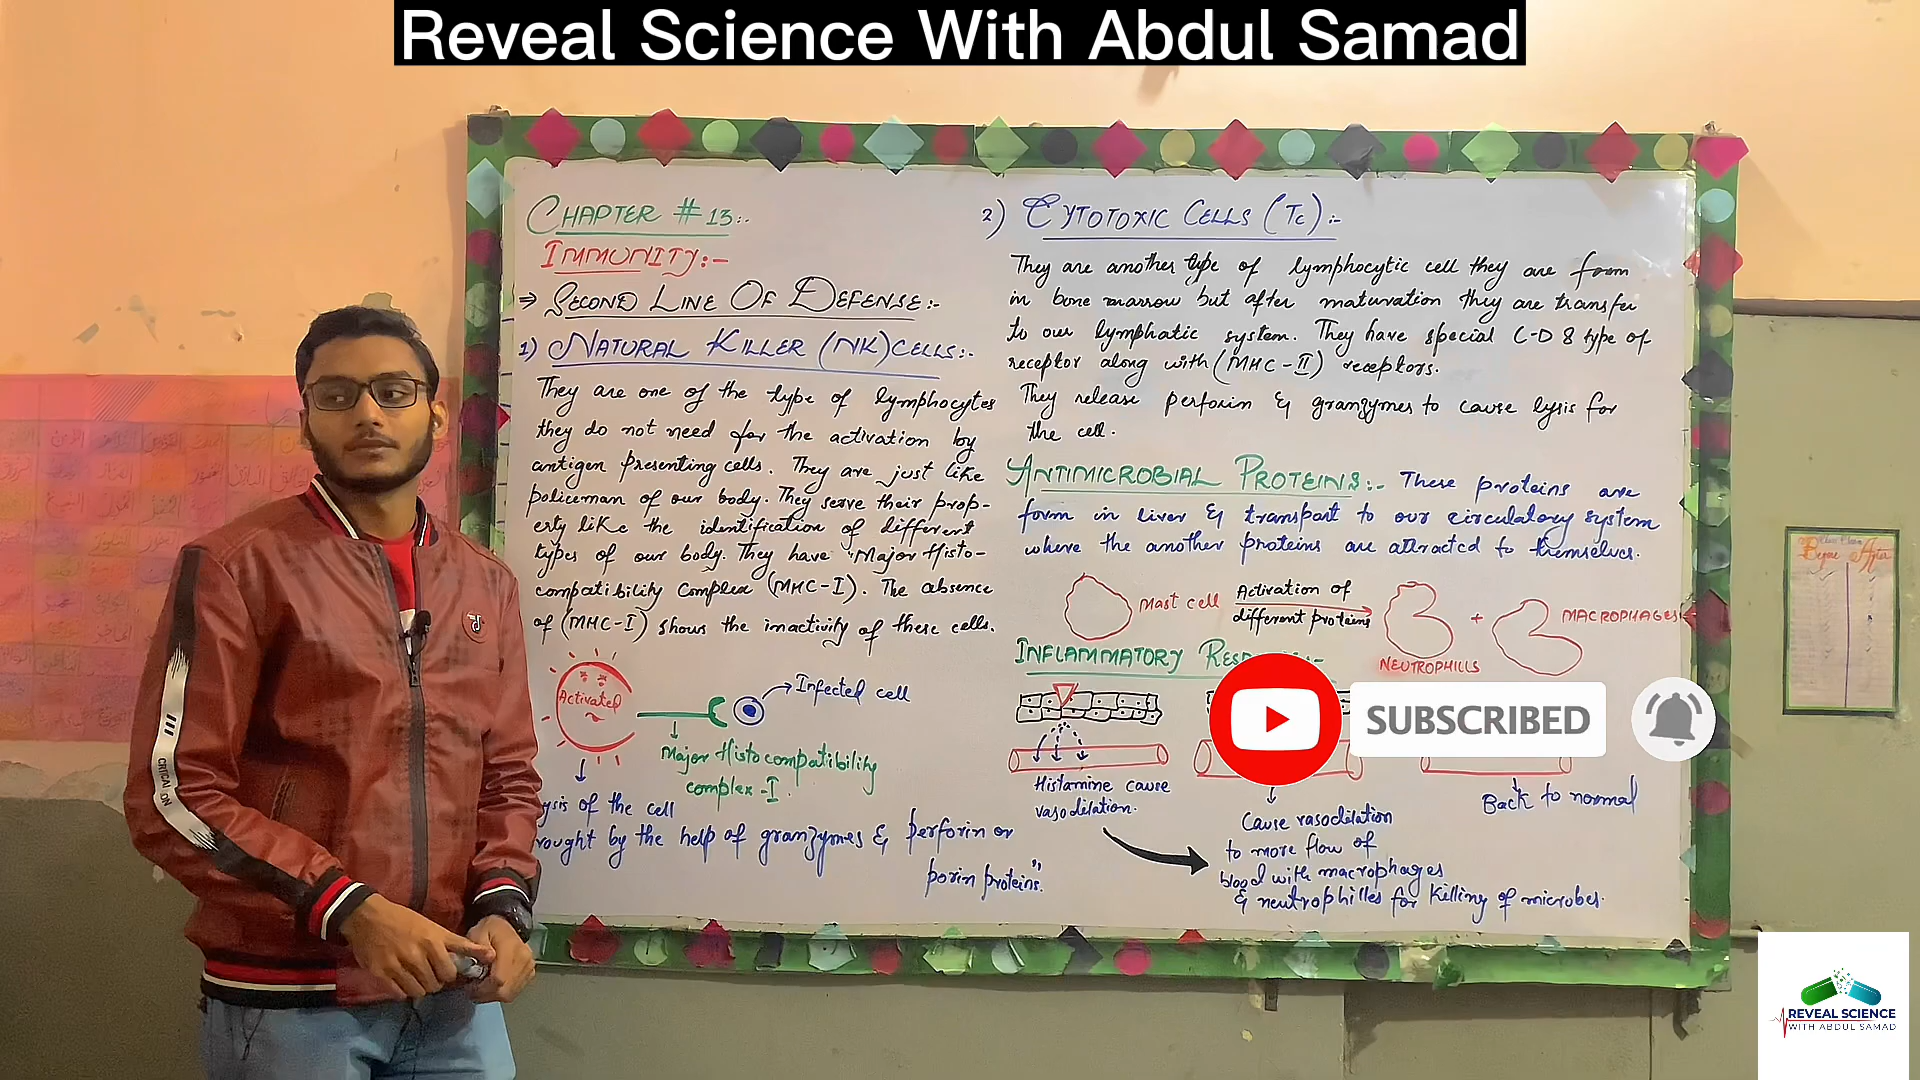 Reveal Science With Abdul Samad
CHAPTER # 13:-
IMMUNITY:-
⇒ SECOND LINE OF DEFENSE:-
1) NATURAL KILLER (NK) CELLS:-
They are one of the type of lymphocytes
they do not need for the activation by
antigen presenting cells. They are just like
policeman of our body. They serve their prop-
erty like the identification of different
types of our body. They have "Major Histo-
compatibility Complex (MHC-I). The absence
of (MHC-I) shows the inactivity of these cells.
Activated
Infected cell
Major Histocompatibility
complex-I.
ysis of the cell
rought by the help of granzymes & perforin or
porin proteins".
2) CYTOTOXIC CELLS (Tc):-
They are another type of lymphocytic cell they are form
in bone marrow but after maturation they are transfer
to our lymphatic system. They have special C-D 8 type of
receptor along with (MHC-II) receptors.
They release perforin & granzymes to cause lysis for
the cell.
ANTIMICROBIAL PROTEINS:- These proteins are
form in liver & transport to our circulatory system
where the another proteins are attracted to themselves.
Mast cell
Activation of
different proteins
NEUTROPHILLS
+
MACROPHAGES
INFLAMMATORY
Histamine cause
vasodilation.
Cause vasodilation
to more flow of
blood with macrophages
& neutrophilles for killing of microbes.
Back to normal
SUBSCRIBED
After
CRITICAL ON
REVEAL SCIENCE
WITH ABDUL SAMAD